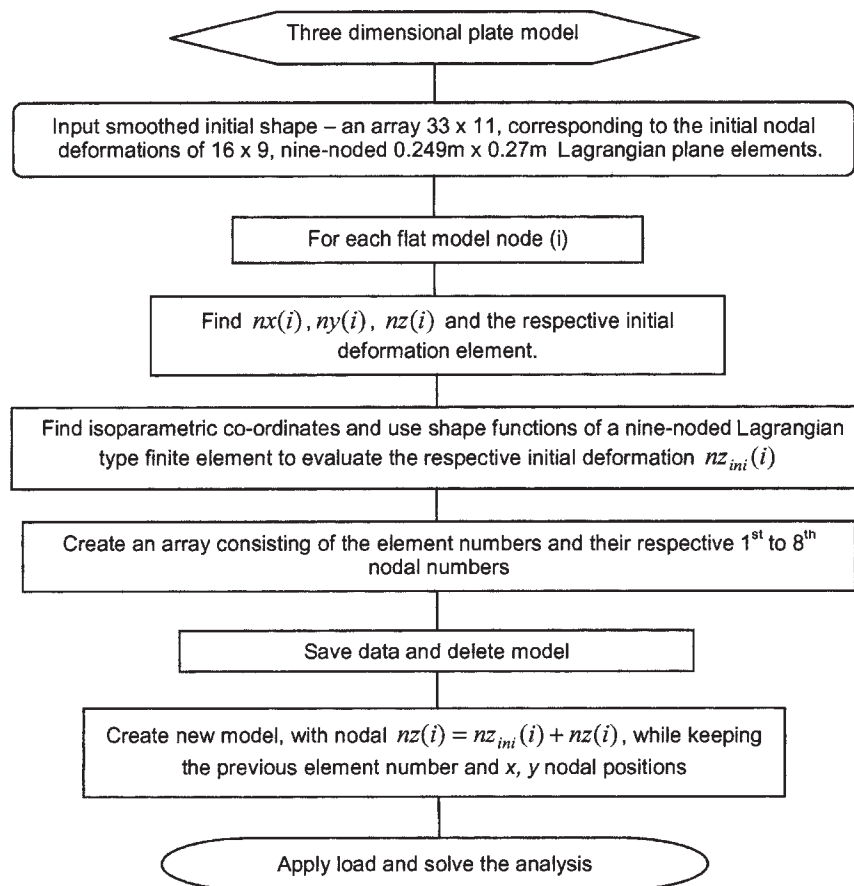 Three dimensional plate model
Input smoothed initial shape – an array 33 x 11, corresponding to the initial nodal
deformations of 16 x 9, nine-noded 0.249m x 0.27m Lagrangian plane elements.
For each flat model node (i)
Find nx(i), ny(i), nz(i) and the respective initial
deformation element.
Find isoparametric co-ordinates and use shape functions of a nine-noded Lagrangian
type finite element to evaluate the respective initial deformation nz_ini(i)
Create an array consisting of the element numbers and their respective 1st to 8th
nodal numbers
Save data and delete model
Create new model, with nodal nz(i) = nz_ini(i) + nz(i), while keeping
the previous element number and x, y nodal positions
Apply load and solve the analysis